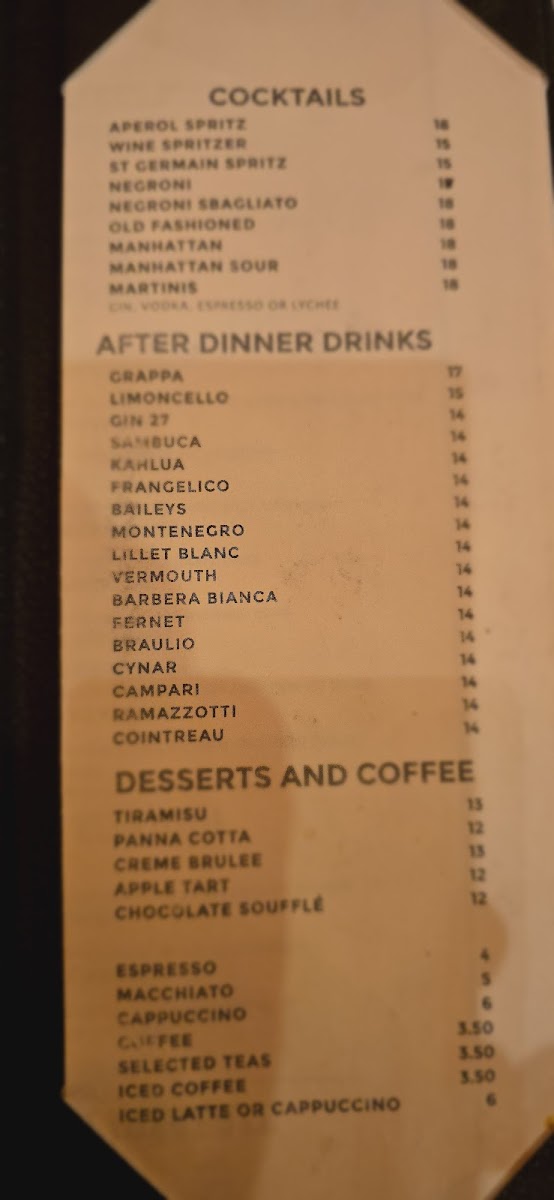 COCKTAILS
APEROL SPRITZ 18
WINE SPRITZER 15
ST GERMAIN SPRITZ 15
NEGRONI
NEGRONI SBAGLIATO 18
OLD FASHIONED 18
MANHATTAN 18
MANHATTAN SOUR 18
MARTINIS 18
GIN, VODKA, ESPRESSO OR LYCHEE
AFTER DINNER DRINKS
GRAPPA 17
LIMONCELLO 15
GIN 27 14
SAMBUCA 14
KAHLUA 14
FRANGELICO 14
BAILEYS 14
MONTENEGRO 14
LILLET BLANC 14
VERMOUTH 14
BARBERA BIANCA 14
FERNET 14
BRAULIO 14
CYNAR 14
CAMPARI 14
RAMAZZOTTI 14
COINTREAU 14
DESSERTS AND COFFEE
TIRAMISU 13
PANNA COTTA 12
CREME BRULEE 13
APPLE TART 12
CHOCOLATE SOUFFLÉ 12
ESPRESSO 4
MACCHIATO 5
CAPPUCCINO 6
COFFEE 3.50
SELECTED TEAS 3.50
ICED COFFEE 3.50
ICED LATTE OR CAPPUCCINO 6